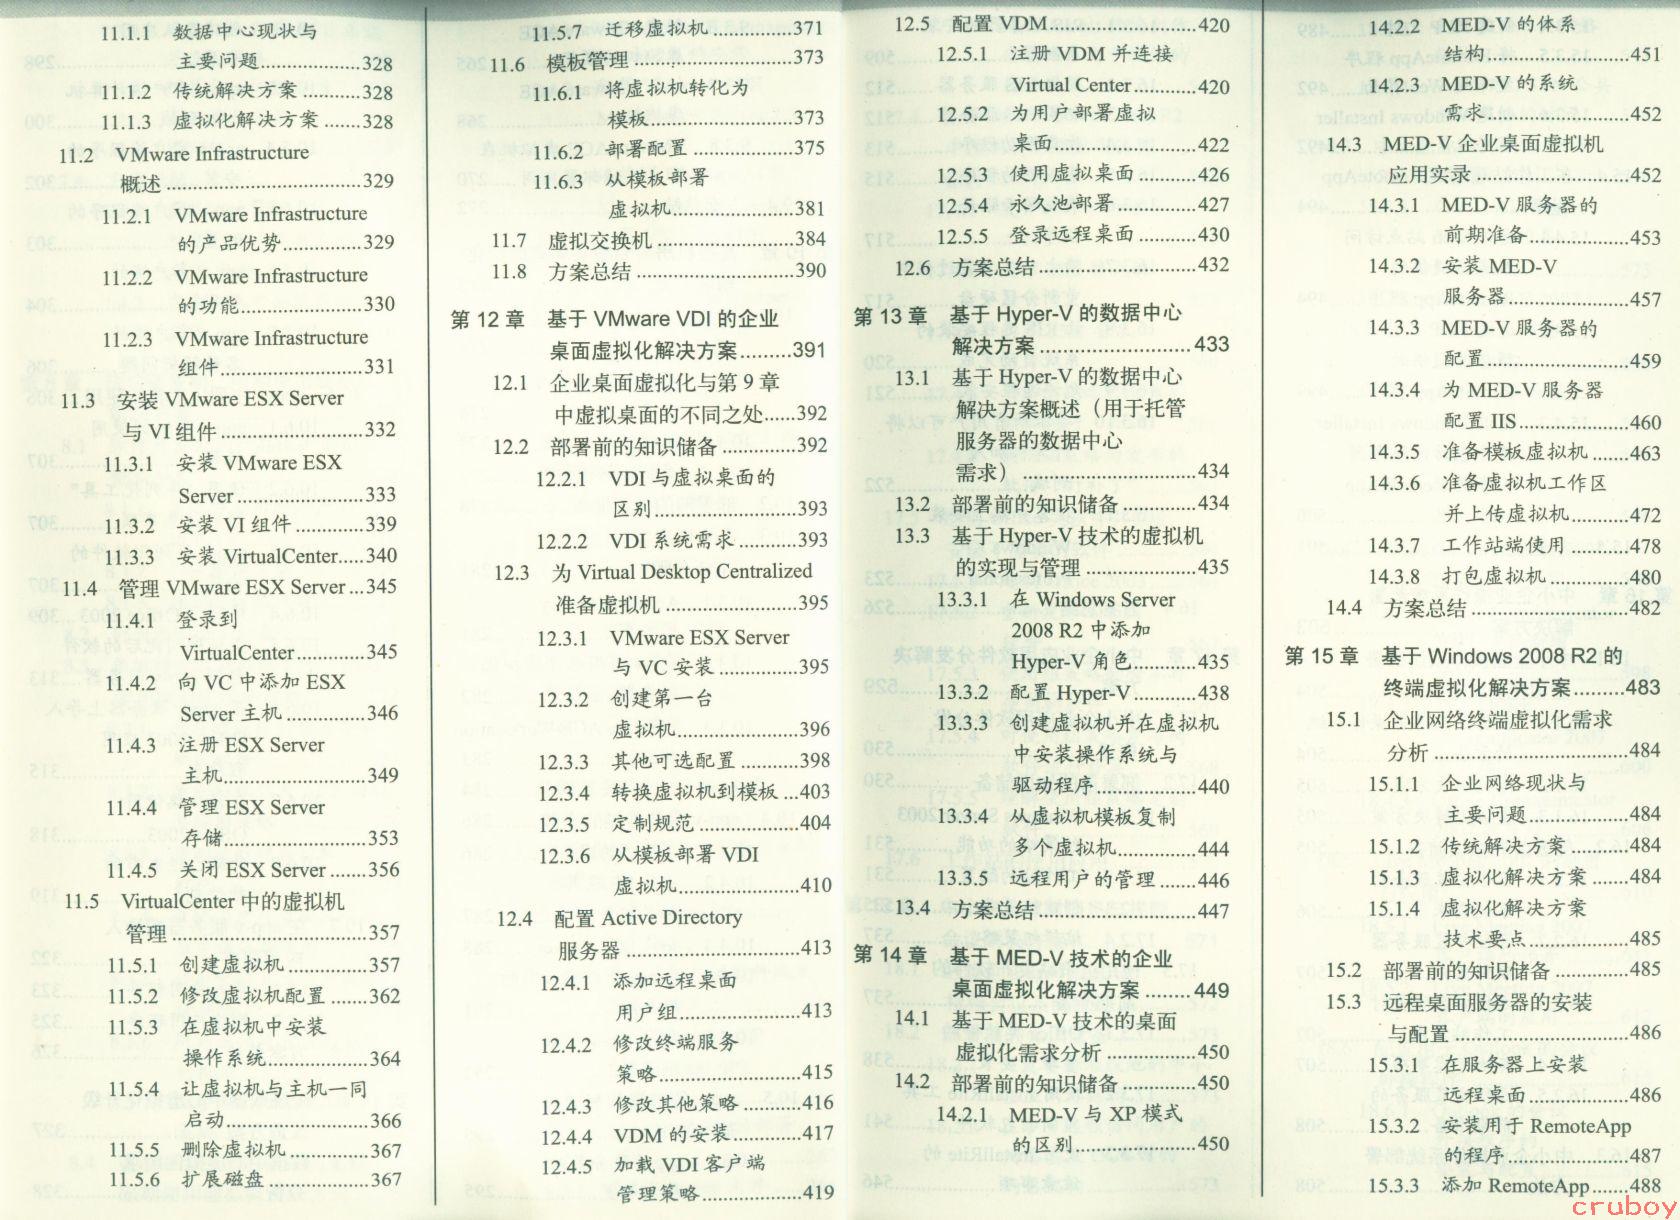 11.1.1 数据中心现状与
主要问题....................328
11.1.2 传统解决方案.........328
11.1.3 虚拟化解决方案......328
11.2 VMware Infrastructure
概述..................................329
11.2.1 VMware Infrastructure
的产品优势................329
11.2.2 VMware Infrastructure
的功能.......................330
11.2.3 VMware Infrastructure
组件..........................331
11.3 安装 VMware ESX Server
与 VI 组件.........................332
11.3.1 安装 VMware ESX
Server........................333
11.3.2 安装 VI 组件.............339
11.3.3 安装 VirtualCenter.....340
11.4 管理 VMware ESX Server...345
11.4.1 登录到
VirtualCenter.............345
11.4.2 向 VC 中添加 ESX
Server 主机...............346
11.4.3 注册 ESX Server
主机..........................349
11.4.4 管理 ESX Server
存储..........................353
11.4.5 关闭 ESX Server.......356
11.5 VirtualCenter 中的虚拟机
管理..................................357
11.5.1 创建虚拟机..............357
11.5.2 修改虚拟机配置.......362
11.5.3 在虚拟机中安装
操作系统...................364
11.5.4 让虚拟机与主机一同
启动..........................366
11.5.5 删除虚拟机..............367
11.5.6 扩展磁盘..................367
11.5.7 迁移虚拟机..............371
11.6 模板管理...........................373
11.6.1 将虚拟机转化为
模板..........................373
11.6.2 部署配置..................375
11.6.3 从模板部署
虚拟机.......................381
11.7 虚拟交换机.......................384
11.8 方案总结...........................390
第 12 章 基于 VMware VDI 的企业
桌面虚拟化解决方案.........391
12.1 企业桌面虚拟化与第 9 章
中虚拟桌面的不同之处......392
12.2 部署前的知识储备..............392
12.2.1 VDI 与虚拟桌面的
区别..........................393
12.2.2 VDI 系统需求...........393
12.3 为 Virtual Desktop Centralized
准备虚拟机.......................395
12.3.1 VMware ESX Server
与 VC 安装...............395
12.3.2 创建第一台
虚拟机.......................396
12.3.3 其他可选配置...........398
12.3.4 转换虚拟机到模板...403
12.3.5 定制规范..................404
12.3.6 从模板部署 VDI
虚拟机.......................410
12.4 配置 Active Directory
服务器..............................413
12.4.1 添加远程桌面
用户组.......................413
12.4.2 修改终端服务
策略..........................415
12.4.3 修改其他策略...........416
12.4.4 VDM 的安装............417
12.4.5 加载 VDI 客户端
管理策略...................419
12.5 配置 VDM.........................420
12.5.1 注册 VDM 并连接
Virtual Center............420
12.5.2 为用户部署虚拟
桌面..........................422
12.5.3 使用虚拟桌面...........426
12.5.4 永久池部署..............427
12.5.5 登录远程桌面...........430
12.6 方案总结...........................432
第 13 章 基于 Hyper-V 的数据中心
解决方案.........................433
13.1 基于 Hyper-V 的数据中心
解决方案概述（用于托管
服务器的数据中心
需求）..............................434
13.2 部署前的知识储备..............434
13.3 基于 Hyper-V 技术的虚拟机
的实现与管理...................435
13.3.1 在 Windows Server
2008 R2 中添加
Hyper-V 角色...........435
13.3.2 配置 Hyper-V...........438
13.3.3 创建虚拟机并在虚拟机
中安装操作系统与
驱动程序...................440
13.3.4 从虚拟机模板复制
多个虚拟机..............444
13.3.5 远程用户的管理.......446
13.4 方案总结...........................447
第 14 章 基于 MED-V 技术的企业
桌面虚拟化解决方案........449
14.1 基于 MED-V 技术的桌面
虚拟化需求分析................450
14.2 部署前的知识储备..............450
14.2.1 MED-V 与 XP 模式
的区别.......................450
14.2.2 MED-V 的体系
结构..........................451
14.2.3 MED-V 的系统
需求..........................452
14.3 MED-V 企业桌面虚拟机
应用实录..........................452
14.3.1 MED-V 服务器的
前期准备...................453
14.3.2 安装 MED-V
服务器.......................457
14.3.3 MED-V 服务器的
配置..........................459
14.3.4 为 MED-V 服务器
配置 IIS....................460
14.3.5 准备模板虚拟机.......463
14.3.6 准备虚拟机工作区
并上传虚拟机...........472
14.3.7 工作站端使用...........478
14.3.8 打包虚拟机..............480
14.4 方案总结...........................482
第 15 章 基于 Windows 2008 R2 的
终端虚拟化解决方案.........483
15.1 企业网络终端虚拟化需求
分析..................................484
15.1.1 企业网络现状与
主要问题...................484
15.1.2 传统解决方案...........484
15.1.3 虚拟化解决方案.......484
15.1.4 虚拟化解决方案
技术要点...................485
15.2 部署前的知识储备..............485
15.3 远程桌面服务器的安装
与配置..............................486
15.3.1 在服务器上安装
远程桌面...................486
15.3.2 安装用于 RemoteApp
的程序.......................487
15.3.3 添加 RemoteApp......488
cruboy